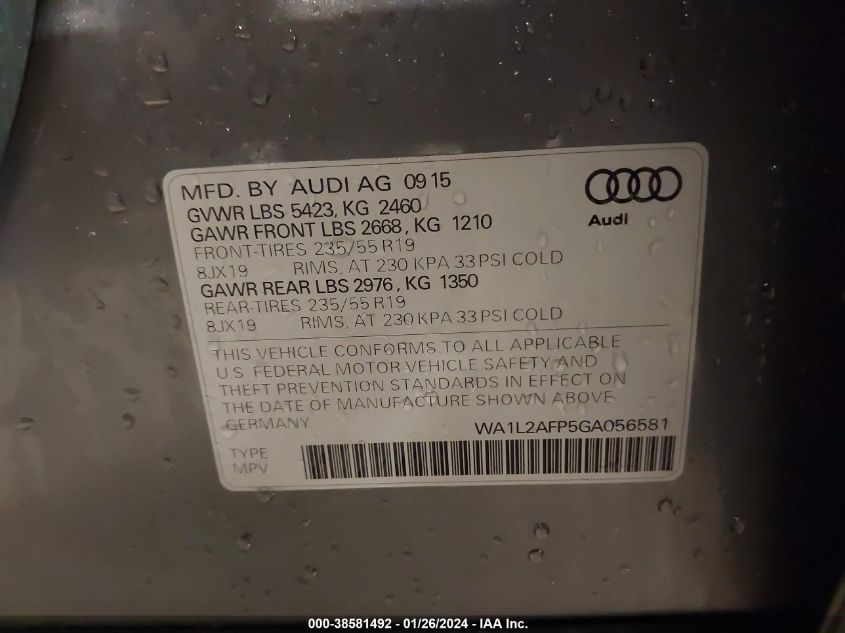 MFD. BY AUDI AG 0915
GVWR LBS 5423, KG 2460
GAWR FRONT LBS 2668, KG 1210
FRONT-TIRES 235/55 R19
8JX19 RIMS, AT 230 KPA 33 PSI COLD
GAWR REAR LBS 2976, KG 1350
REAR-TIRES 235/55 R19
8JX19 RIMS, AT 230 KPA 33 PSI COLD
Audi
THIS VEHICLE CONFORMS TO ALL APPLICABLE
U.S. FEDERAL MOTOR-VEHICLE SAFETY AND
THEFT PREVENTION STANDARDS IN EFFECT ON
THE DATE OF MANUFACTURE SHOWN ABOVE
GERMANY WA1L2AFP5GA056581
TYPE
MPV
000-38581492 - 01/26/2024 - IAA Inc.